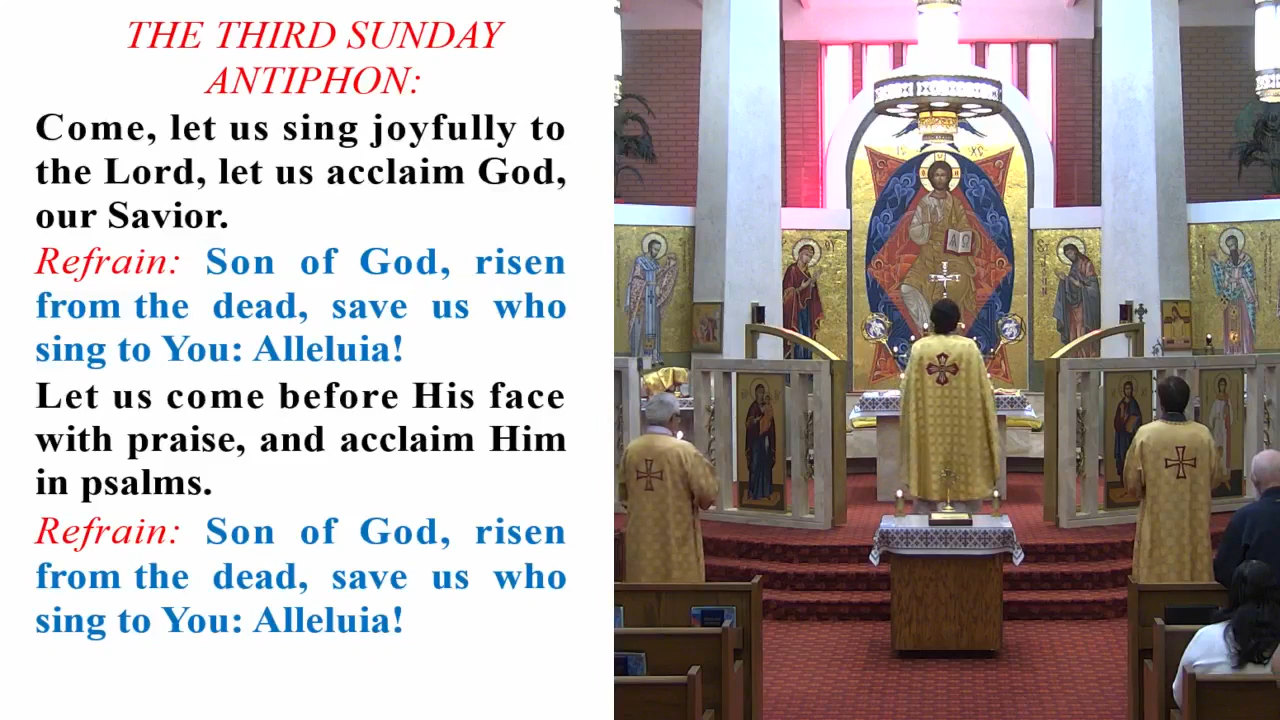 THE THIRD SUNDAY
ANTIPHON:
Come, let us sing joyfully to
the Lord, let us acclaim God,
our Savior.
Refrain: Son of God, risen
from the dead, save us who
sing to You: Alleluia!
Let us come before His face
with praise, and acclaim Him
in psalms.
Refrain: Son of God, risen
from the dead, save us who
sing to You: Alleluia!
IC XC
Α Ω